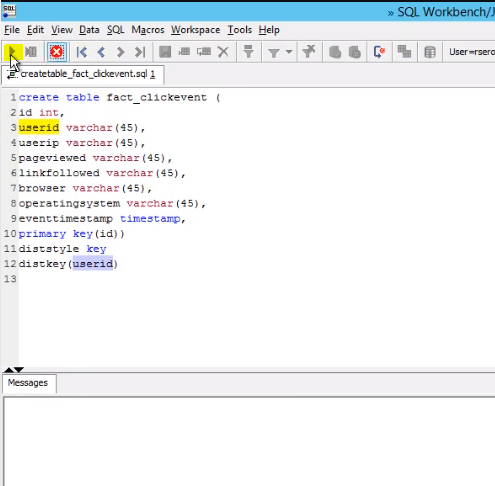 SQL
» SQL Workbench/J
File Edit View Data SQL Macros Workspace Tools Help
User=rsero
createtable_fact_clickevent.sql 1
1 create table fact_clickevent (
2 id int,
3 userid varchar(45),
4 userip varchar(45),
5 pageviewed varchar(45),
6 linkfollowed varchar(45),
7 browser varchar(45),
8 operatingsystem varchar(45),
9 eventtimestamp timestamp,
10 primary key(id))
11 diststyle key
12 distkey(userid)
13
Messages